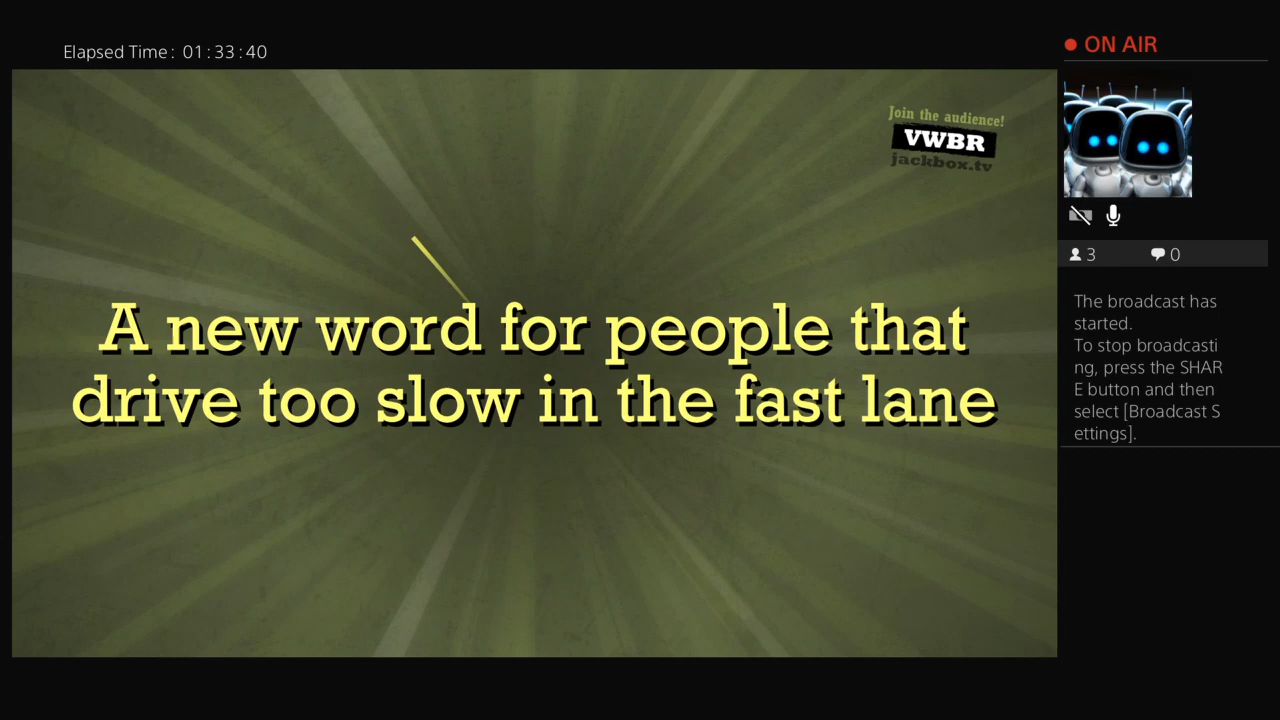 Elapsed Time: 01:33:40
ON AIR
Join the audience!
VWBR
jackbox.tv
A new word for people that
drive too slow in the fast lane
3
0
The broadcast has
started.
To stop broadcasti
ng, press the SHAR
E button and then
select [Broadcast S
ettings].